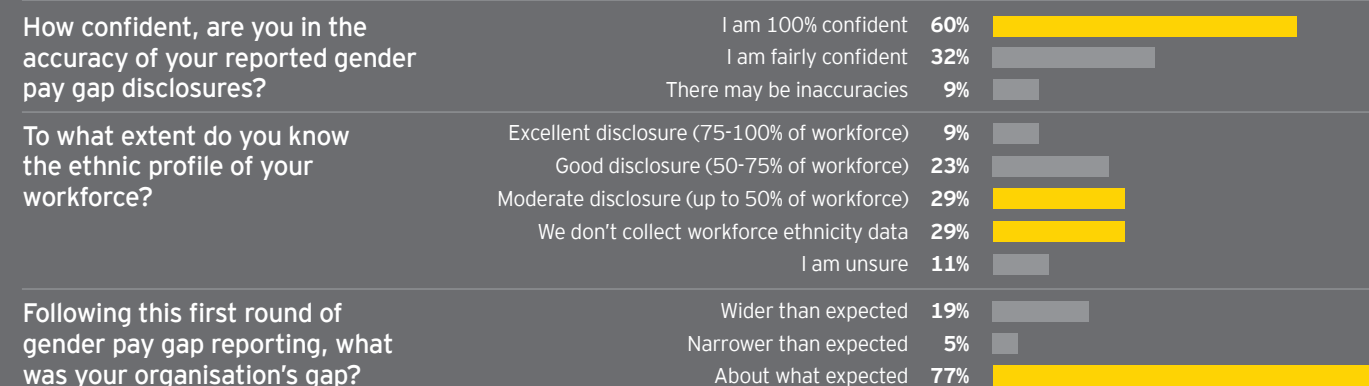 How confident, are you in the
accuracy of your reported gender
pay gap disclosures?
I am 100% confident 60%
I am fairly confident 32%
There may be inaccuracies 9%
To what extent do you know
the ethnic profile of your
workforce?
Excellent disclosure (75-100% of workforce) 9%
Good disclosure (50-75% of workforce) 23%
Moderate disclosure (up to 50% of workforce) 29%
We don't collect workforce ethnicity data 29%
I am unsure 11%
Following this first round of
gender pay gap reporting, what
was your organisation's gap?
Wider than expected 19%
Narrower than expected 5%
About what expected 77%